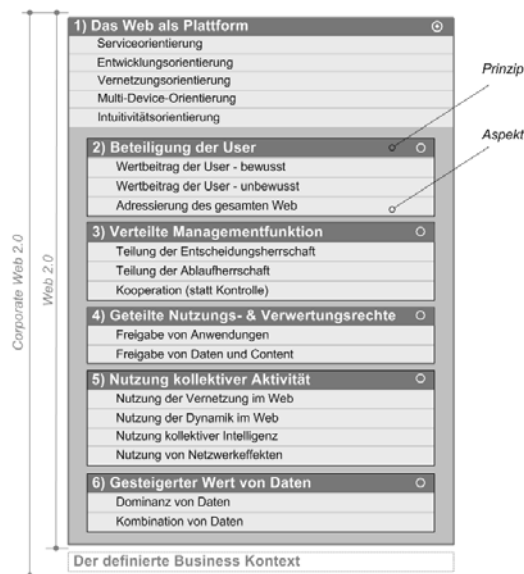 1) Das Web als Plattform
Serviceorientierung
Entwicklungsorientierung
Vernetzungsorientierung
Multi-Device-Orientierung
Intuitivitätsorientierung
Prinzip
2) Beteiligung der User
Wertbeitrag der User - bewusst
Wertbeitrag der User - unbewusst
Adressierung des gesamten Web
Aspekt
3) Verteilte Managementfunktion
Teilung der Entscheidungsherrschaft
Teilung der Ablaufherrschaft
Kooperation (statt Kontrolle)
4) Geteilte Nutzungs- & Verwertungsrechte
Freigabe von Anwendungen
Freigabe von Daten und Content
5) Nutzung kollektiver Aktivität
Nutzung der Vernetzung im Web
Nutzung der Dynamik im Web
Nutzung kollektiver Intelligenz
Nutzung von Netzwerkeffekten
6) Gesteigerter Wert von Daten
Dominanz von Daten
Kombination von Daten
Der definierte Business Kontext
Corporate Web 2.0
Web 2.0